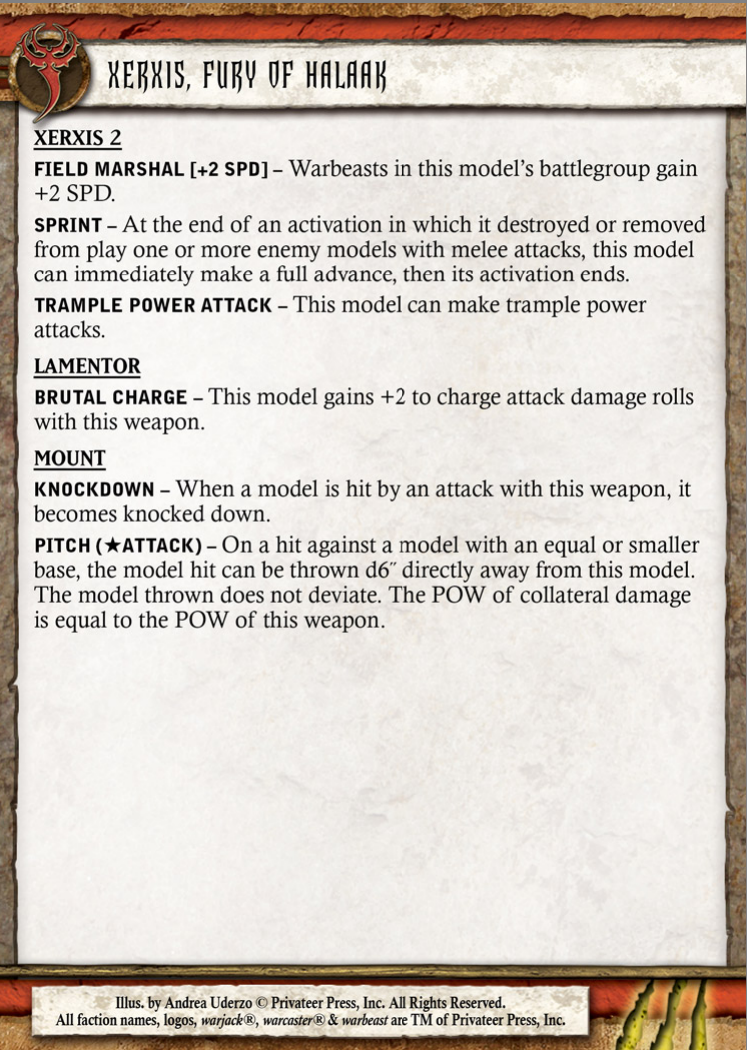 XERXIS, FURY OF HALAAK
XERXIS 2
FIELD MARSHAL [+2 SPD] – Warbeasts in this model’s battlegroup gain
+2 SPD.
SPRINT – At the end of an activation in which it destroyed or removed
from play one or more enemy models with melee attacks, this model
can immediately make a full advance, then its activation ends.
TRAMPLE POWER ATTACK – This model can make trample power
attacks.
LAMENTOR
BRUTAL CHARGE – This model gains +2 to charge attack damage rolls
with this weapon.
MOUNT
KNOCKDOWN – When a model is hit by an attack with this weapon, it
becomes knocked down.
PITCH (★ATTACK) – On a hit against a model with an equal or smaller
base, the model hit can be thrown d6˝ directly away from this model.
The model thrown does not deviate. The POW of collateral damage
is equal to the POW of this weapon.
Illus. by Andrea Uderzo © Privateer Press, Inc. All Rights Reserved.
All faction names, logos, warjack®, warcaster® & warbeast are TM of Privateer Press, Inc.